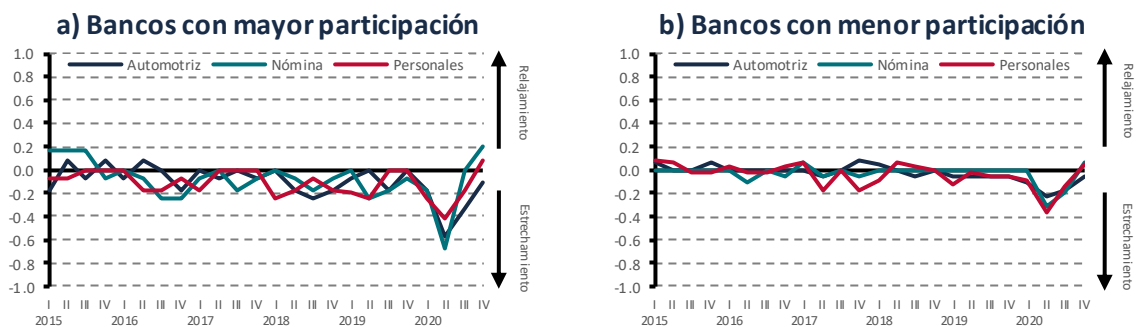 a) Bancos con mayor participación
1.0
0.8
0.6
0.4
0.2
0.0
-0.2
-0.4
-0.6
-0.8
-1.0
Automotriz Nómina Personales
Relajamiento
Estrechamiento
I II III IV I II III IV I II III IV I II III IV I II III IV I II III IV
2015 2016 2017 2018 2019 2020
b) Bancos con menor participación
1.0
0.8
0.6
0.4
0.2
0.0
-0.2
-0.4
-0.6
-0.8
-1.0
Automotriz Nómina Personales
Relajamiento
Estrechamiento
I II III IV I II III IV I II III IV I II III IV I II III IV I II III IV
2015 2016 2017 2018 2019 2020